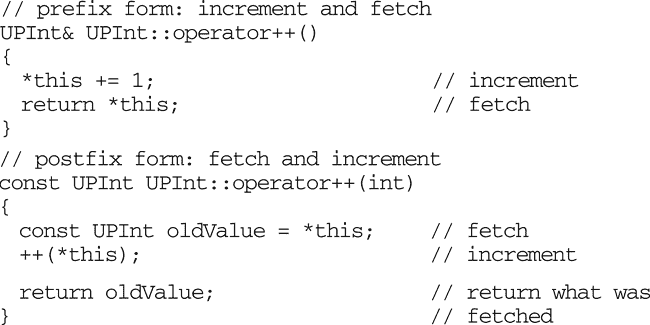 // prefix form: increment and fetch
UPInt& UPInt::operator++()
{
  *this += 1;                    // increment
  return *this;                  // fetch
}
// postfix form: fetch and increment
const UPInt UPInt::operator++(int)
{
  const UPInt oldValue = *this;    // fetch
  ++(*this);                       // increment
  return oldValue;                 // return what was
}                                  // fetched